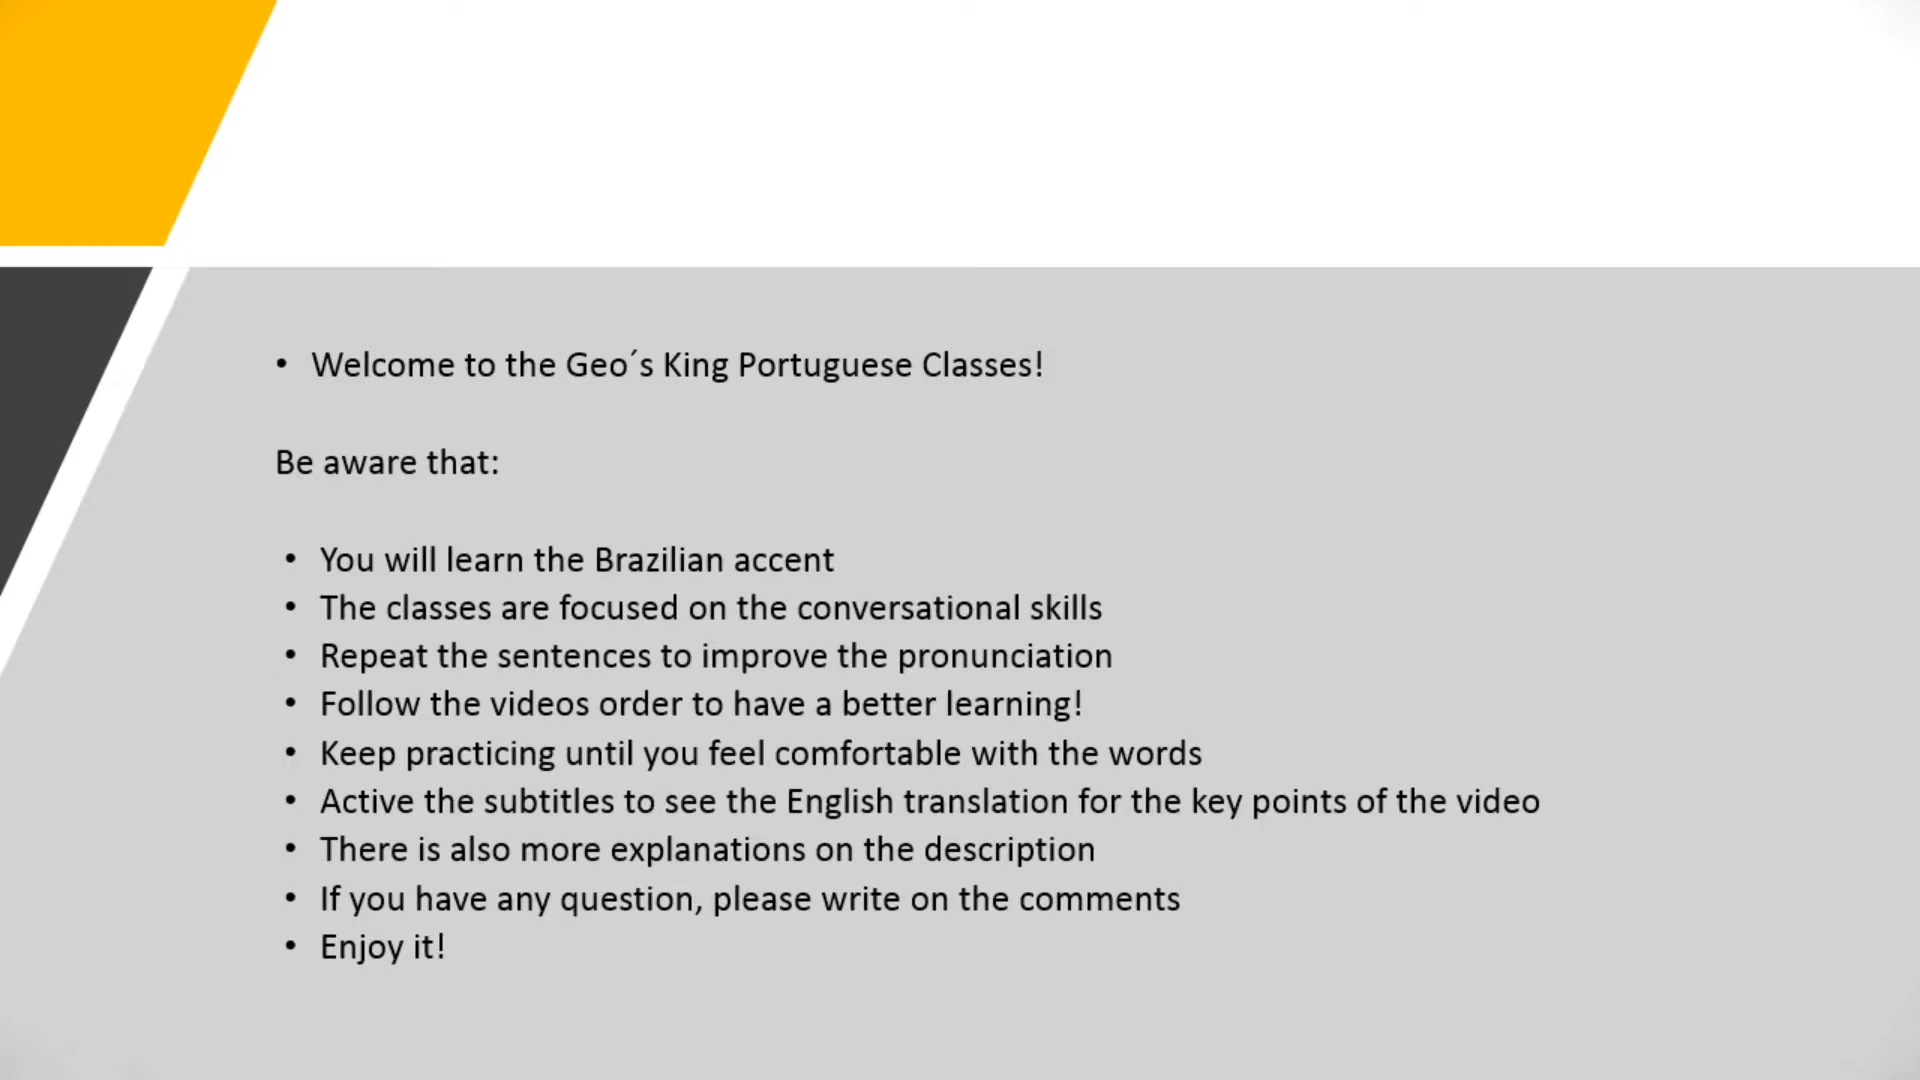 • Welcome to the Geo´s King Portuguese Classes!
Be aware that:
• You will learn the Brazilian accent
• The classes are focused on the conversational skills
• Repeat the sentences to improve the pronunciation
• Follow the videos order to have a better learning!
• Keep practicing until you feel comfortable with the words
• Active the subtitles to see the English translation for the key points of the video
• There is also more explanations on the description
• If you have any question, please write on the comments
• Enjoy it!